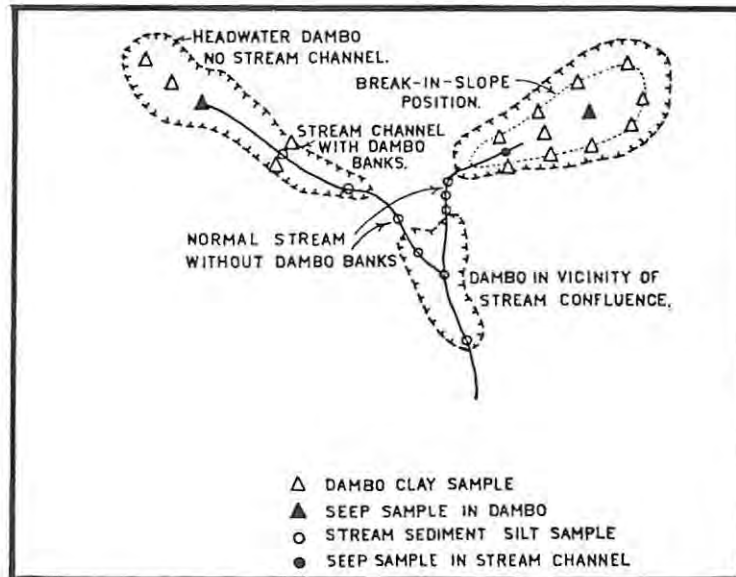 HEADWATER DAMBO
NO STREAM CHANNEL.
BREAK-IN-SLOPE
POSITION.
STREAM CHANNEL
WITH DAMBO
BANKS.
NORMAL STREAM
WITHOUT DAMBO BANKS
DAMBO IN VICINITY OF
STREAM CONFLUENCE,
DAMBO CLAY SAMPLE
SEEP SAMPLE IN DAMBO
STREAM SEDIMENT SILT SAMPLE
SEEP SAMPLE IN STREAM CHANNEL